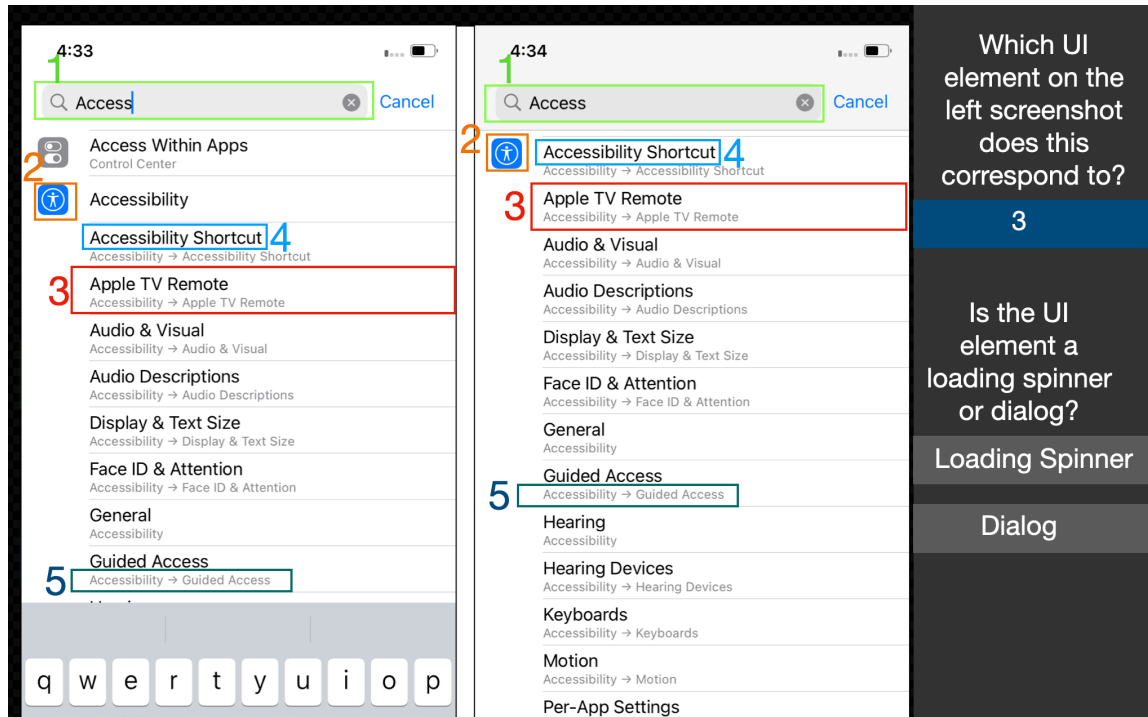 4:33
1
Access
Cancel
Access Within Apps
Control Center
2
Accessibility
Accessibility Shortcut
4
Accessibility → Accessibility Shortcut
3
Apple TV Remote
Accessibility → Apple TV Remote
Audio & Visual
Accessibility → Audio & Visual
Audio Descriptions
Accessibility → Audio Descriptions
Display & Text Size
Accessibility → Display & Text Size
Face ID & Attention
Accessibility → Face ID & Attention
General
Accessibility
Guided Access
5
Accessibility → Guided Access
q w e r t y u i o p
4:34
1
Access
Cancel
2
Accessibility Shortcut
4
Accessibility → Accessibility Shortcut
3
Apple TV Remote
Accessibility → Apple TV Remote
Audio & Visual
Accessibility → Audio & Visual
Audio Descriptions
Accessibility → Audio Descriptions
Display & Text Size
Accessibility → Display & Text Size
Face ID & Attention
Accessibility → Face ID & Attention
General
Accessibility
Guided Access
5
Accessibility → Guided Access
Hearing
Accessibility
Hearing Devices
Accessibility → Hearing Devices
Keyboards
Accessibility → Keyboards
Motion
Accessibility → Motion
Per-App Settings
Which UI
element on the
left screenshot
does this
correspond to?
3
Is the UI
element a
loading spinner
or dialog?
Loading Spinner
Dialog